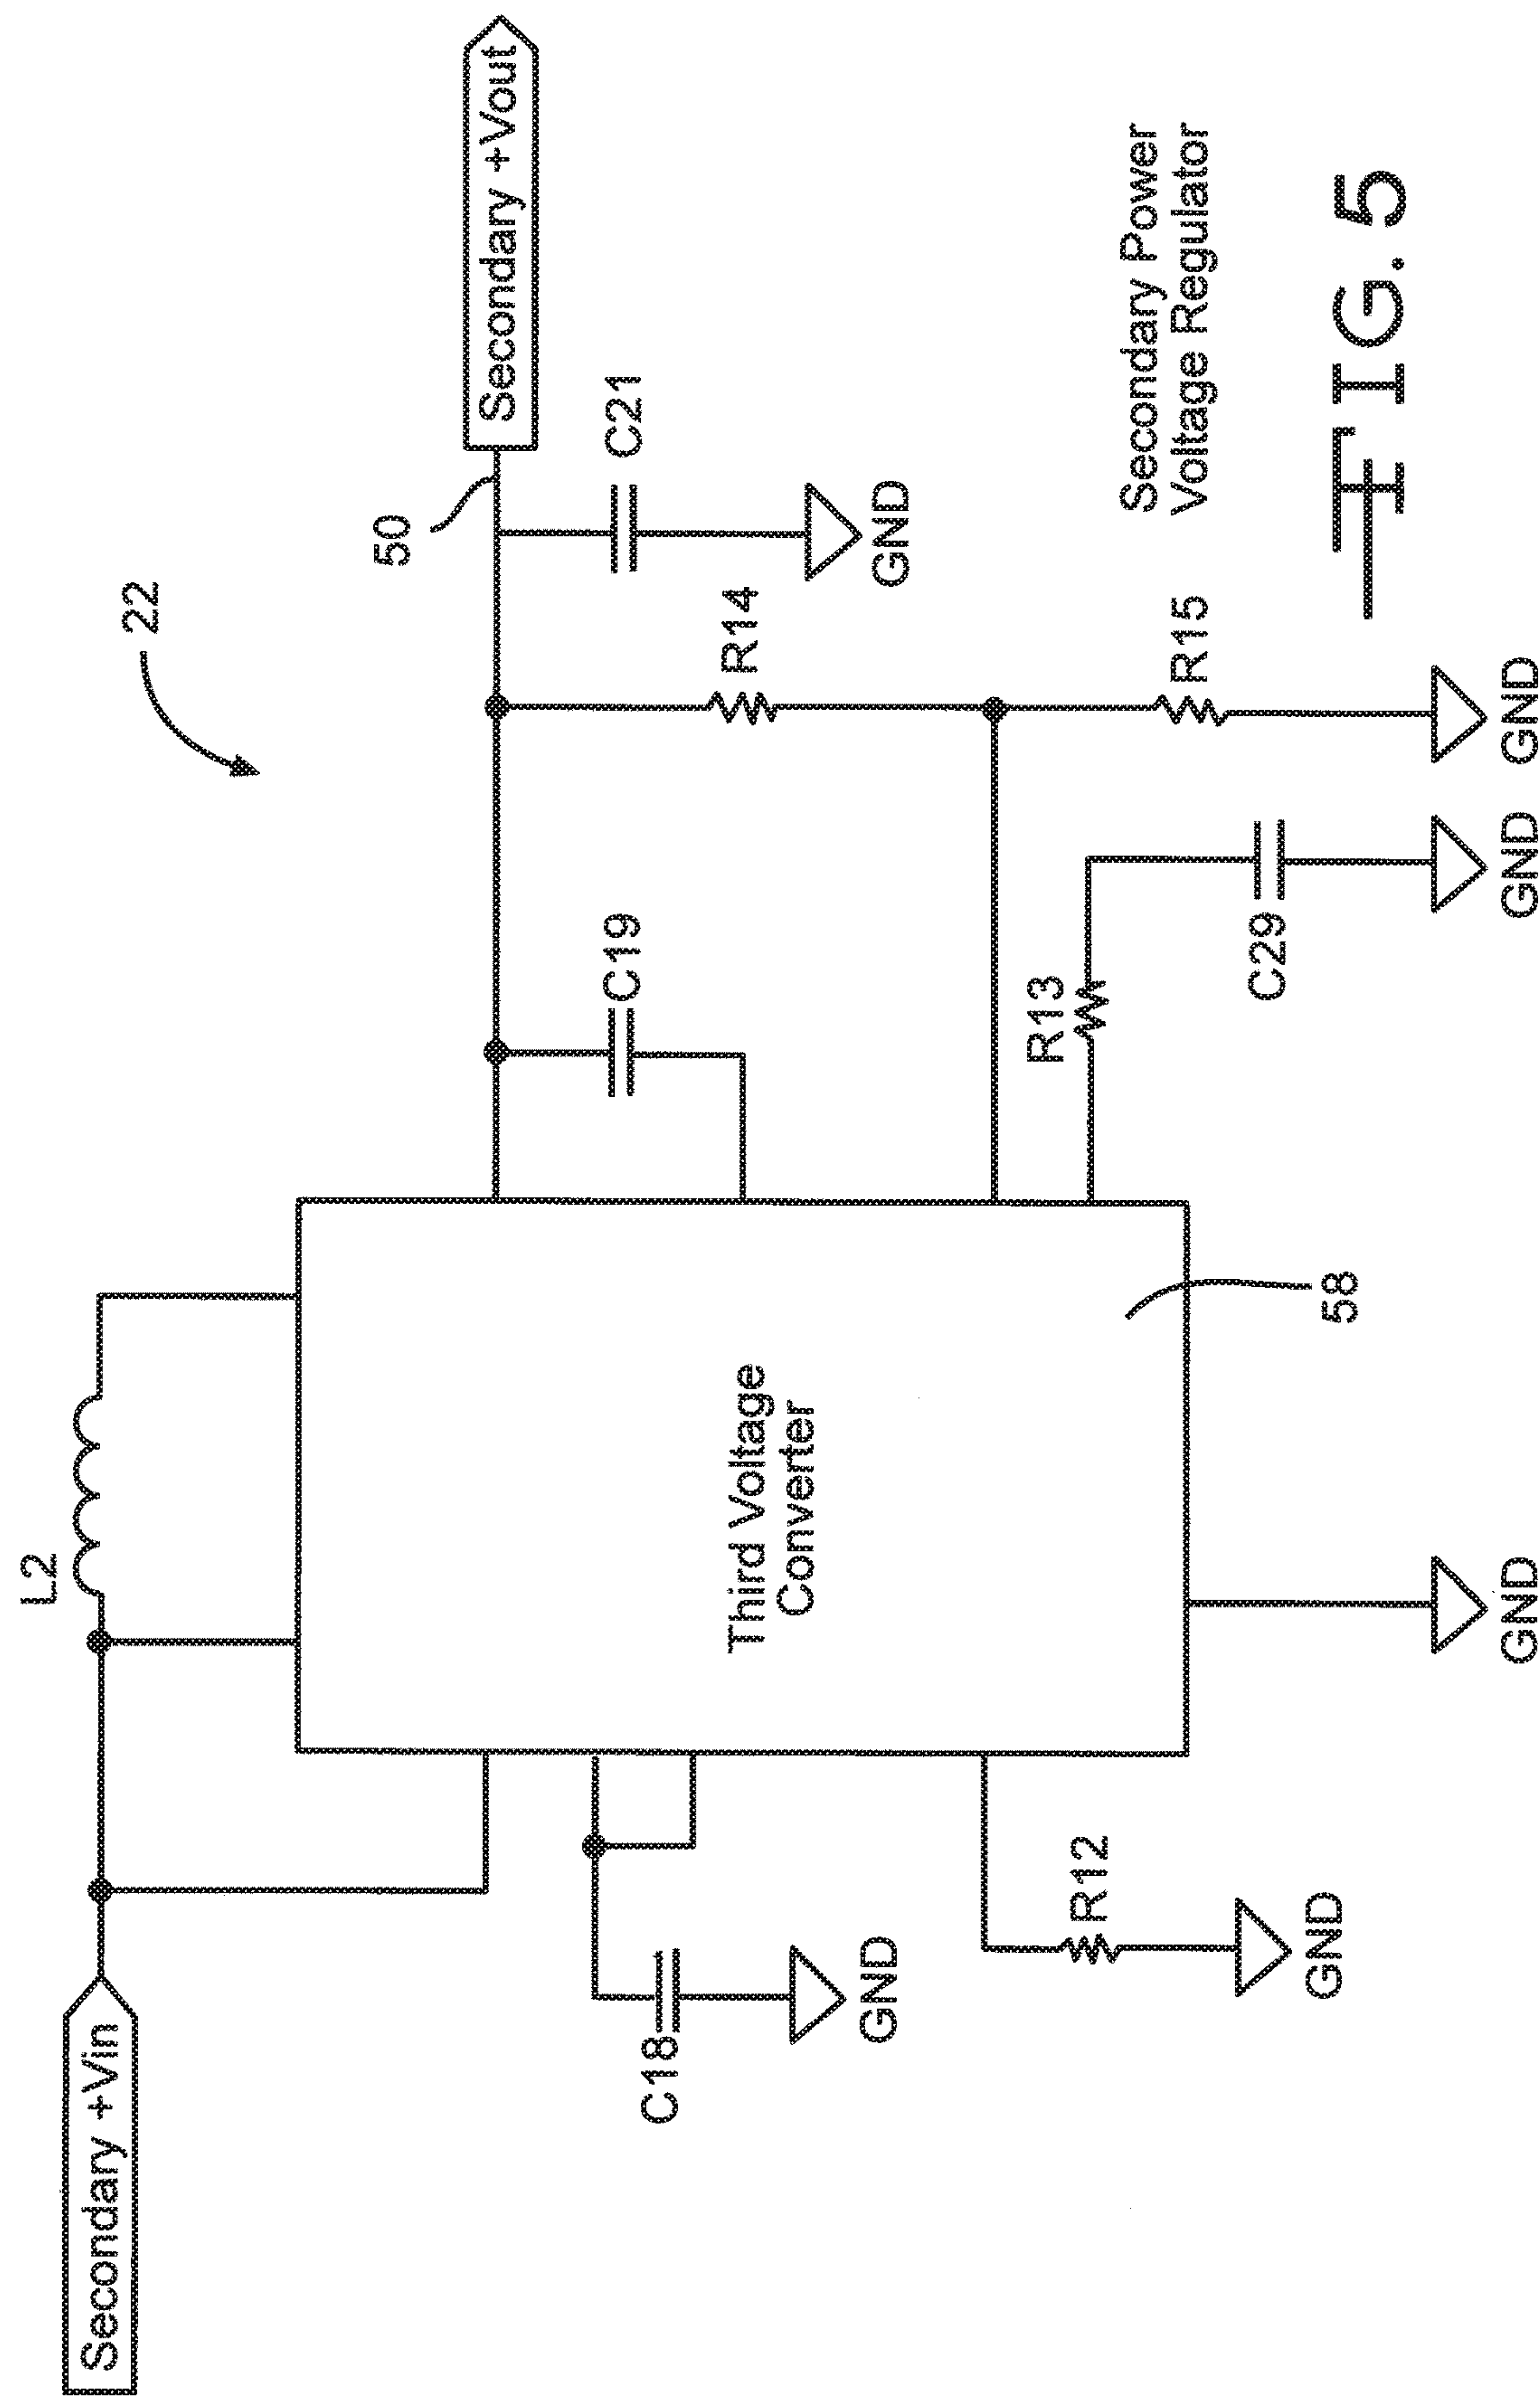 22
L2
Secondary +Vin
50
Secondary +Vout
C19
C21
C18
GND
Third Voltage
Converter
R14
GND
R12
GND
R13
C29
R15
Secondary Power
Voltage Regulator
58
GND
GND
GND
FIG. 5